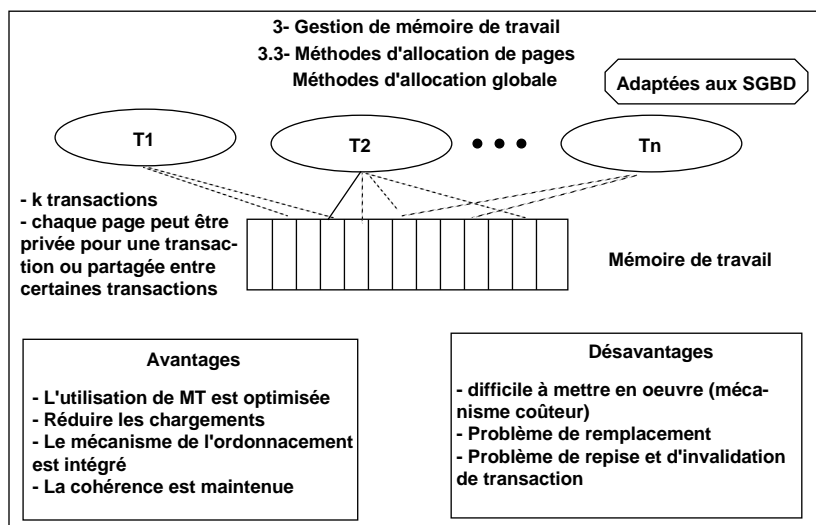 3- Gestion de mémoire de travail
3.3- Méthodes d'allocation de pages
Méthodes d'allocation globale
Adaptées aux SGBD
T1
T2
Tn
- k transactions
- chaque page peut être
privée pour une transac-
tion ou partagée entre
certaines transactions
Mémoire de travail
Avantages
- L'utilisation de MT est optimisée
- Réduire les chargements
- Le mécanisme de l'ordonnacement
est intégré
- La cohérence est maintenue
Désavantages
- difficile à mettre en oeuvre (méca-
nisme coûteur)
- Problème de remplacement
- Problème de repise et d'invalidation
de transaction